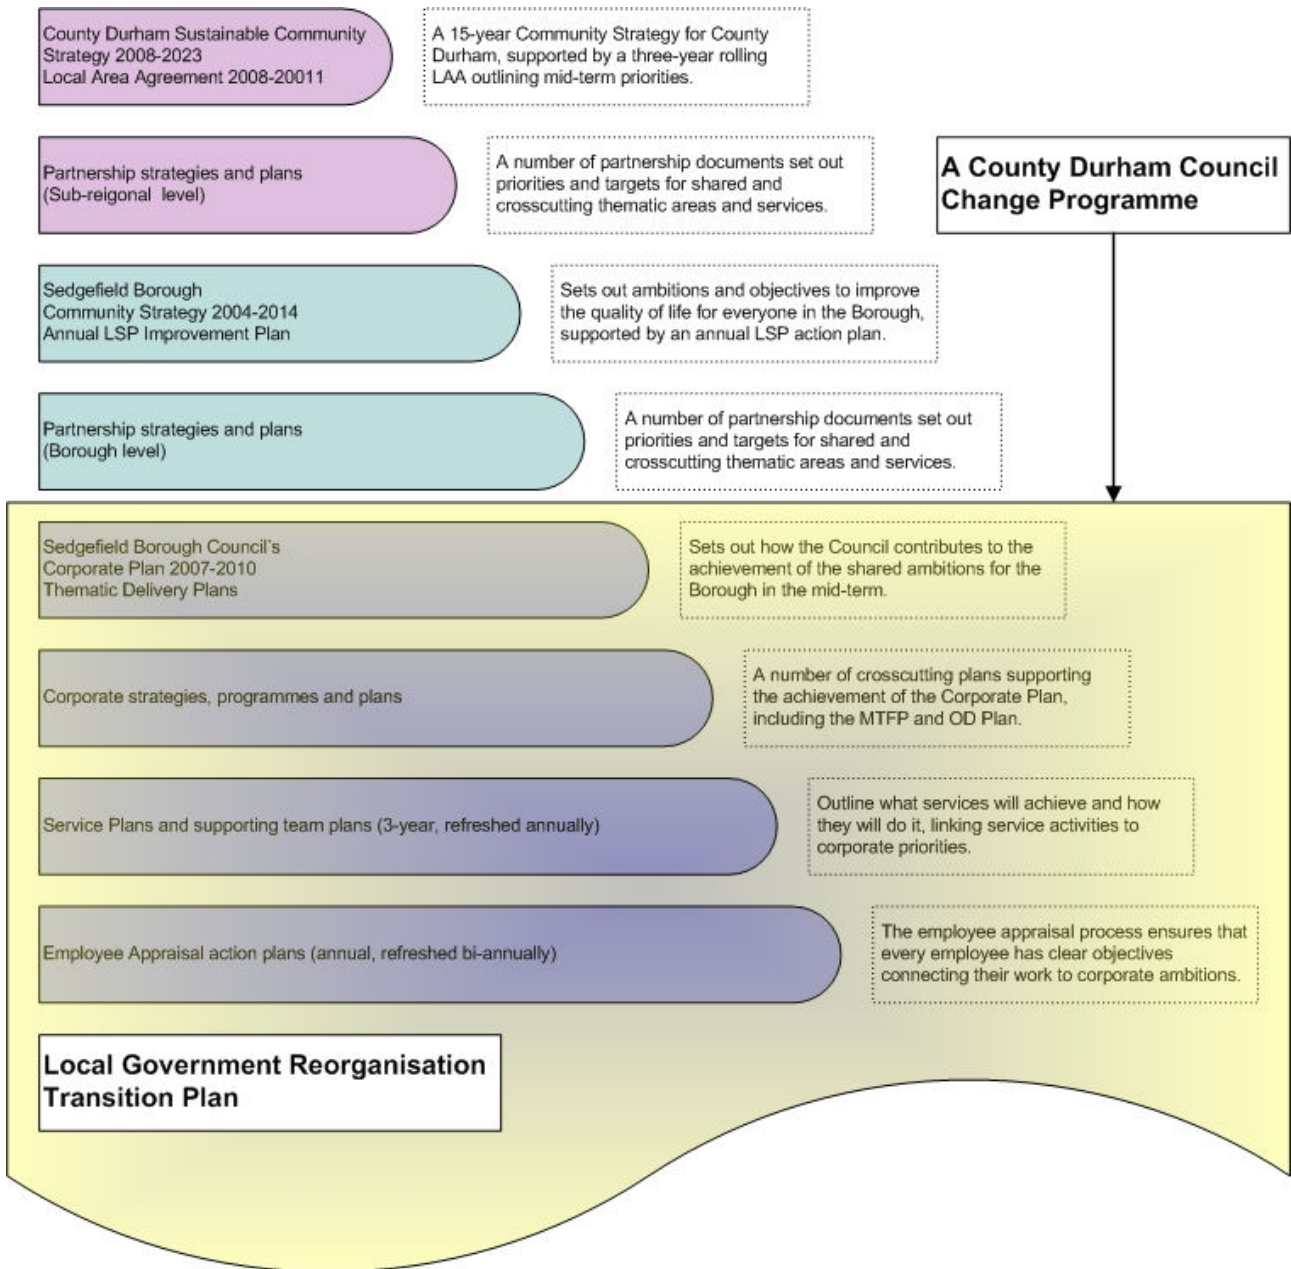 County Durham Sustainable Community
Strategy 2008-2023
Local Area Agreement 2008-20011
A 15-year Community Strategy for County
Durham, supported by a three-year rolling
LAA outlining mid-term priorities.
Partnership strategies and plans
(Sub-reigonal level)
A number of partnership documents set out
priorities and targets for shared and
crosscutting thematic areas and services.
A County Durham Council
Change Programme
Sedgefield Borough
Community Strategy 2004-2014
Annual LSP Improvement Plan
Sets out ambitions and objectives to improve
the quality of life for everyone in the Borough,
supported by an annual LSP action plan.
Partnership strategies and plans
(Borough level)
A number of partnership documents set out
priorities and targets for shared and
crosscutting thematic areas and services.
Sedgefield Borough Council's
Corporate Plan 2007-2010
Thematic Delivery Plans
Sets out how the Council contributes to the
achievement of the shared ambitions for the
Borough in the mid-term.
Corporate strategies, programmes and plans
A number of crosscutting plans supporting
the achievement of the Corporate Plan,
including the MTFP and OD Plan.
Service Plans and supporting team plans (3-year, refreshed annually)
Outline what services will achieve and how
they will do it, linking service activities to
corporate priorities.
Employee Appraisal action plans (annual, refreshed bi-annually)
The employee appraisal process ensures that
every employee has clear objectives
connecting their work to corporate ambitions.
Local Government Reorganisation
Transition Plan